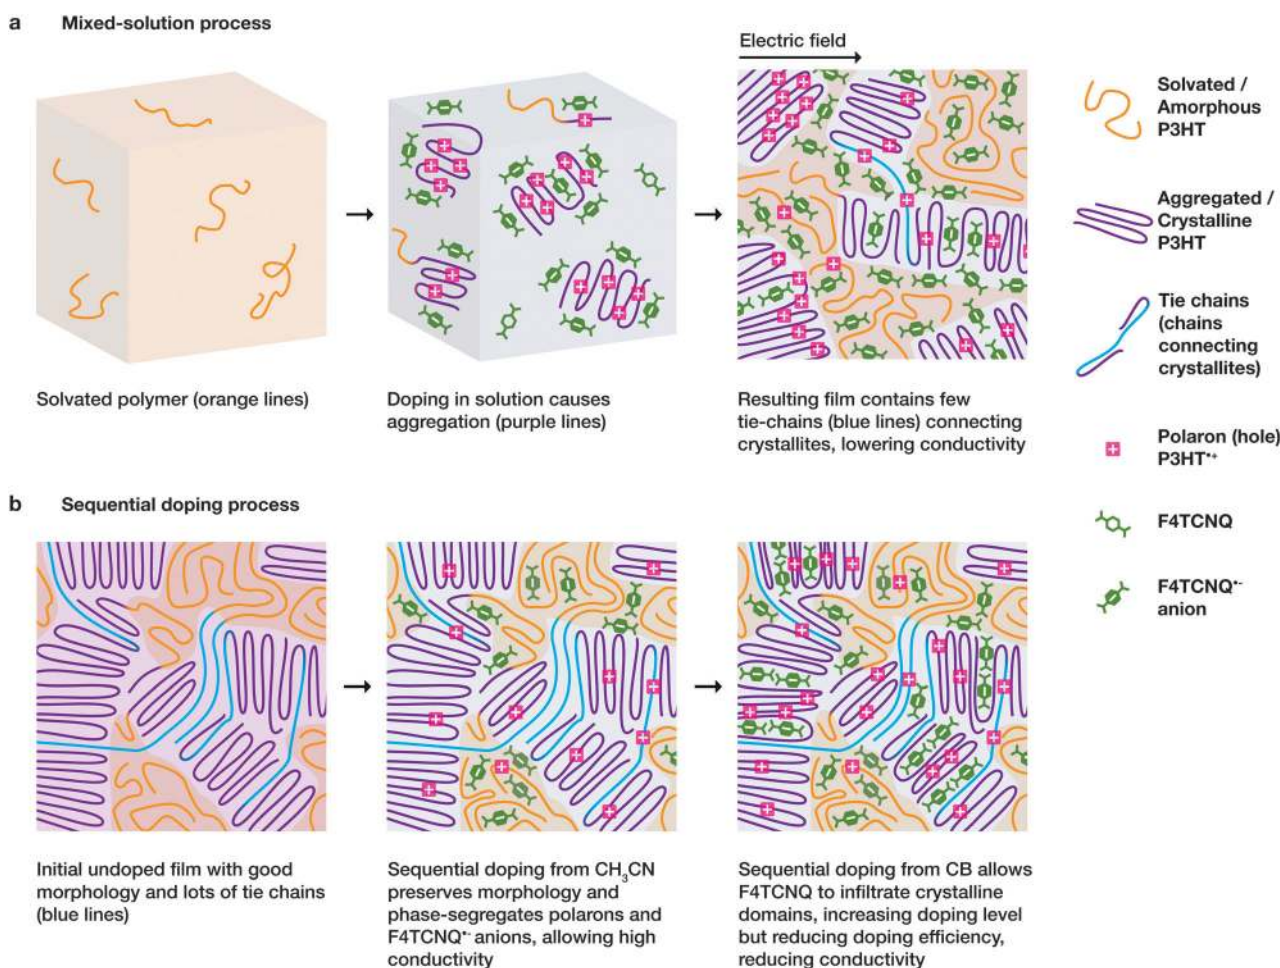 a Mixed-solution process
Electric field
Solvated polymer (orange lines)
Doping in solution causes
aggregation (purple lines)
Resulting film contains few
tie-chains (blue lines) connecting
crystallites, lowering conductivity
Solvated /
Amorphous
P3HT
Aggregated /
Crystalline
P3HT
Tie chains
(chains
connecting
crystallites)
Polaron (hole)
P3HT•+
F4TCNQ
F4TCNQ•-
anion
b Sequential doping process
Initial undoped film with good
morphology and lots of tie chains
(blue lines)
Sequential doping from CH₃CN
preserves morphology and
phase-segregates polarons and
F4TCNQ•- anions, allowing high
conductivity
Sequential doping from CB allows
F4TCNQ to infiltrate crystalline
domains, increasing doping level
but reducing doping efficiency,
reducing conductivity